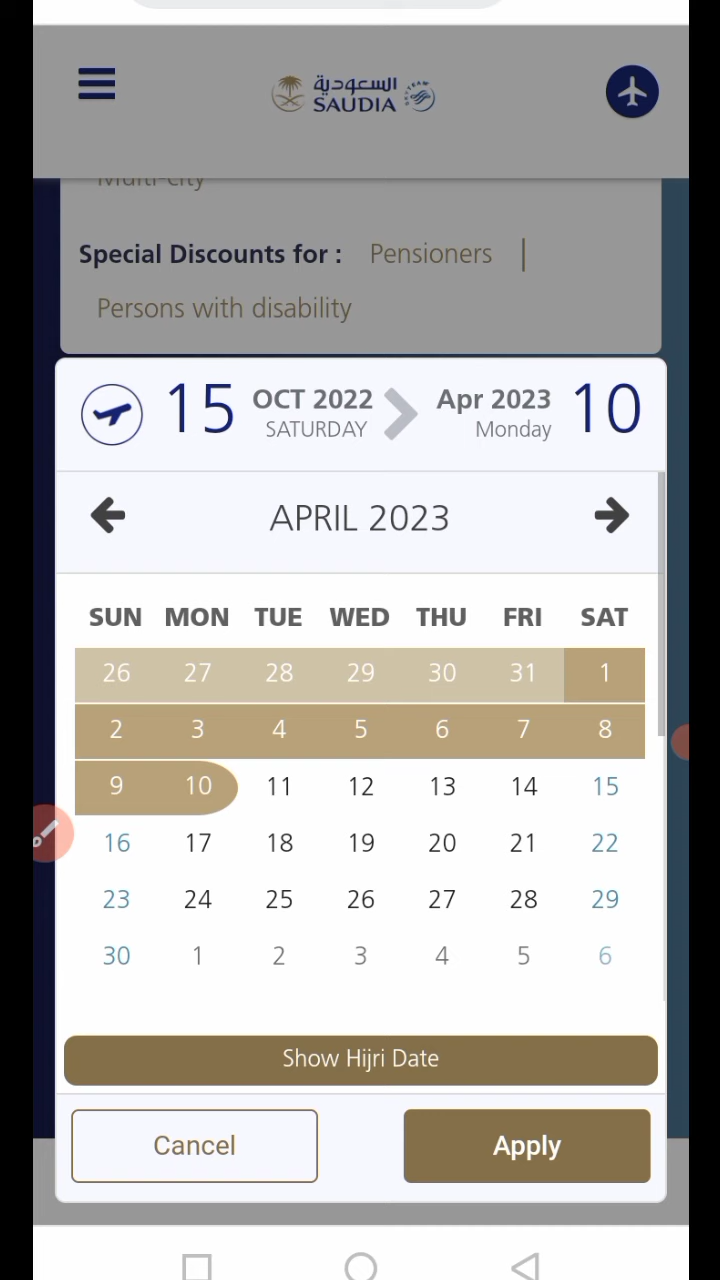 السعودية
SAUDIA
Multi-city
Special Discounts for : Pensioners |
Persons with disability
15 OCT 2022 SATURDAY Apr 2023 Monday 10
APRIL 2023
SUN MON TUE WED THU FRI SAT
26 27 28 29 30 31 1
2 3 4 5 6 7 8
9 10 11 12 13 14 15
16 17 18 19 20 21 22
23 24 25 26 27 28 29
30 1 2 3 4 5 6
Show Hijri Date
Cancel Apply